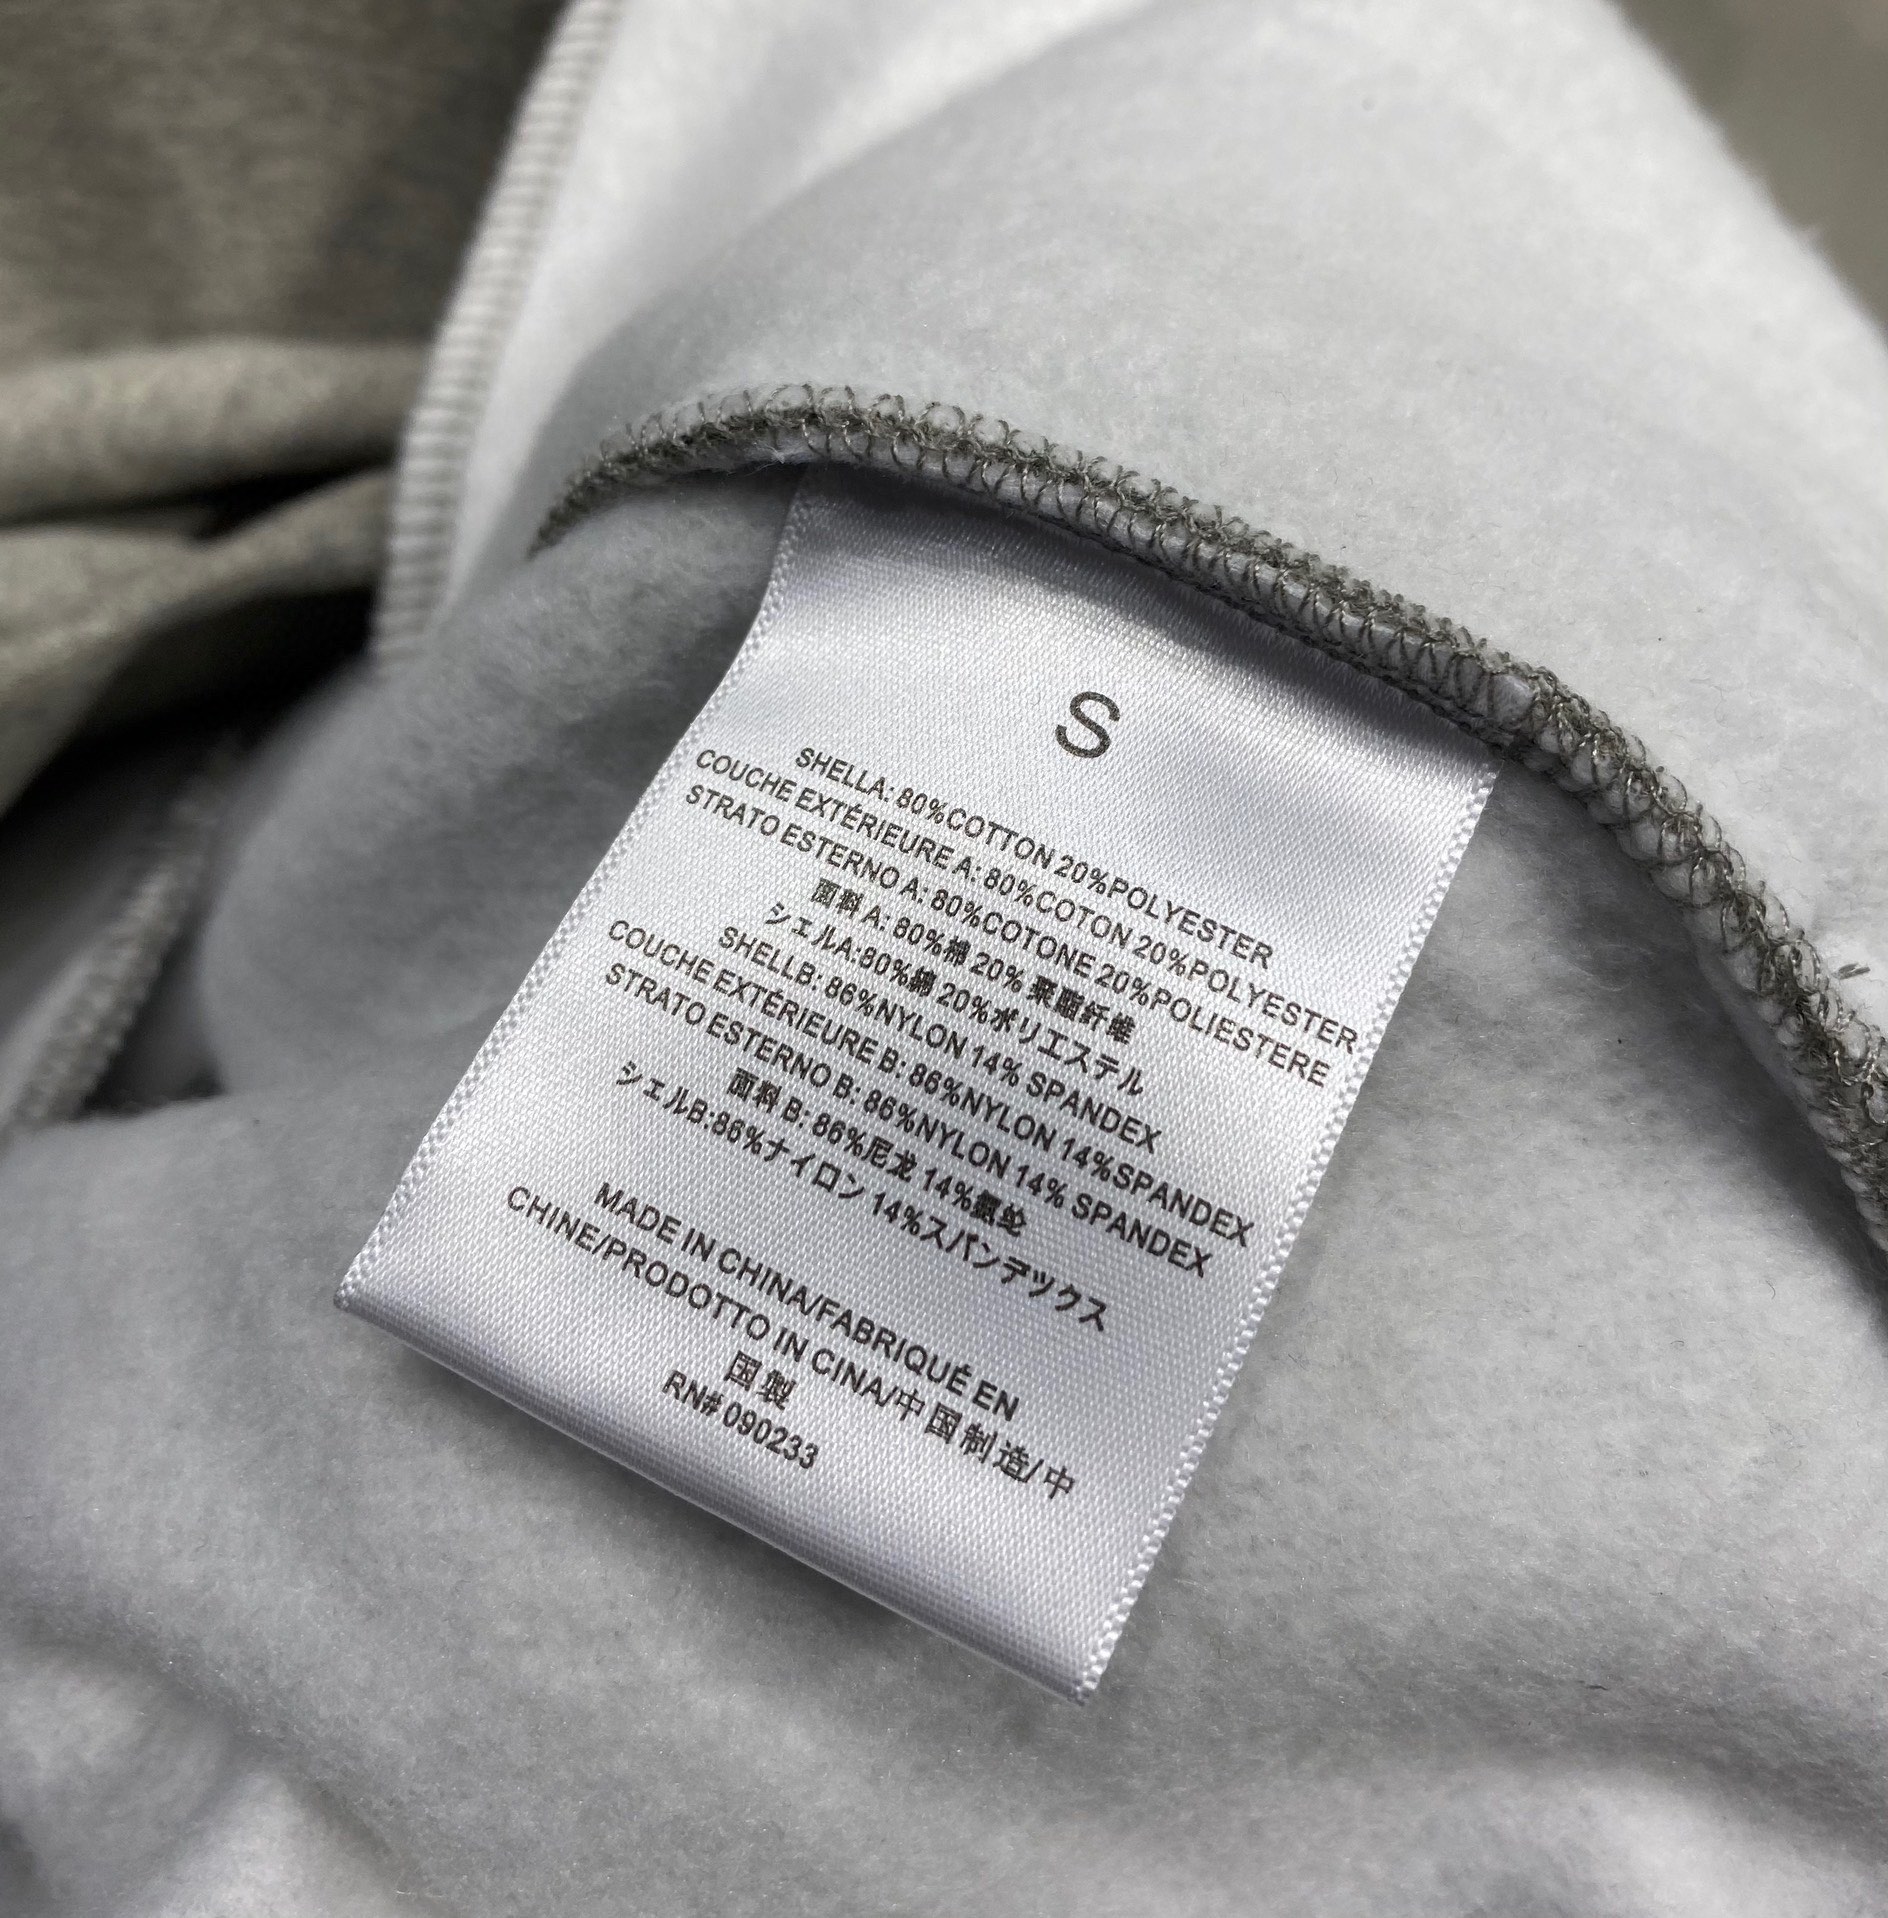 S
SHELLA: 80%COTTON 20%POLYESTER
COUCHE EXTÉRIEURE A: 80%COTON 20%POLYESTER
STRATO ESTERNO A: 80%COTONE 20%POLIESTERE
面料 A: 80%棉 20% 聚酯纤维
シェルA:80%綿 20%ポリエステル
SHELLB: 86%NYLON 14% SPANDEX
COUCHE EXTÉRIEURE B: 86%NYLON 14%SPANDEX
STRATO ESTERNO B: 86%NYLON 14% SPANDEX
面料 B: 86%尼龙 14%氨纶
シェルB:86%ナイロン 14%スパンデックス
MADE IN CHINA/FABRIQUÉ EN
CHINE/PRODOTTO IN CINA/中国制造/中
国製
RN# 090233